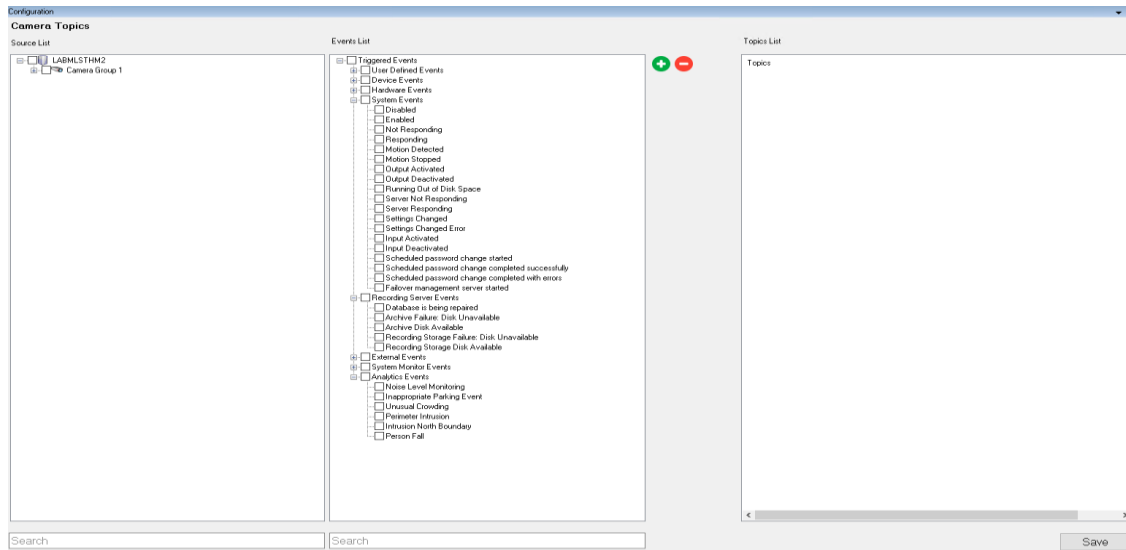 Configuration
Camera Topics
Source List
Events List
Topics List
LABMLSTHM2
Camera Group 1
Triggered Events
User Defined Events
Device Events
Hardware Events
System Events
Disabled
Enabled
Not Responding
Responding
Motion Detected
Motion Stopped
Output Activated
Output Deactivated
Running Out of Disk Space
Server Not Responding
Server Responding
Settings Changed
Settings Changed Error
Input Activated
Input Deactivated
Scheduled password change started
Scheduled password change completed successfully
Scheduled password change completed with errors
Failover management server started
Recording Server Events
Database is being repaired
Archive Failure: Disk Unavailable
Archive Disk Available
Recording Storage Failure: Disk Unavailable
Recording Storage Disk Available
External Events
System Monitor Events
Analytics Events
Noise Level Monitoring
Inappropriate Parking Event
Unusual Crowding
Perimeter Intrusion
Intrusion North Boundary
Person Fall
Topics
Search
Search
Save